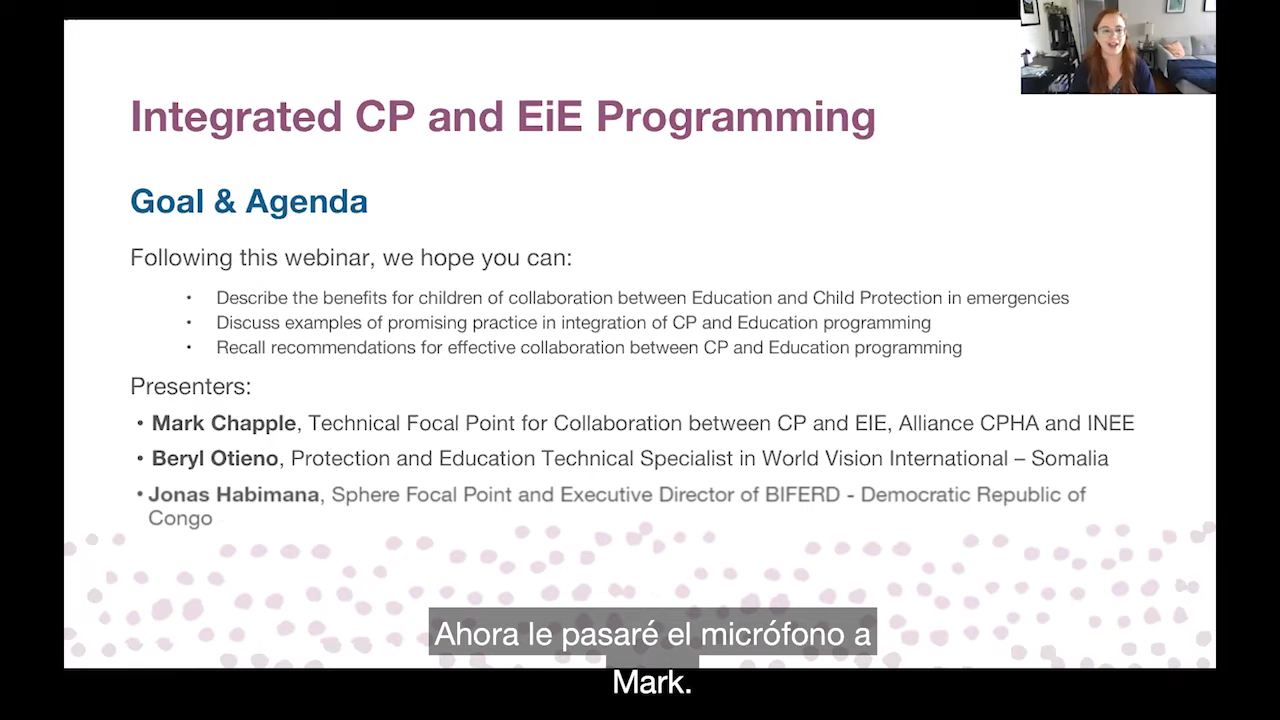 Integrated CP and EiE Programming
Goal & Agenda
Following this webinar, we hope you can:
• Describe the benefits for children of collaboration between Education and Child Protection in emergencies
• Discuss examples of promising practice in integration of CP and Education programming
• Recall recommendations for effective collaboration between CP and Education programming
Presenters:
• Mark Chapple, Technical Focal Point for Collaboration between CP and EIE, Alliance CPHA and INEE
• Beryl Otieno, Protection and Education Technical Specialist in World Vision International – Somalia
• Jonas Habimana, Sphere Focal Point and Executive Director of BIFERD - Democratic Republic of
Congo
Ahora le pasaré el micrófono a
Mark.